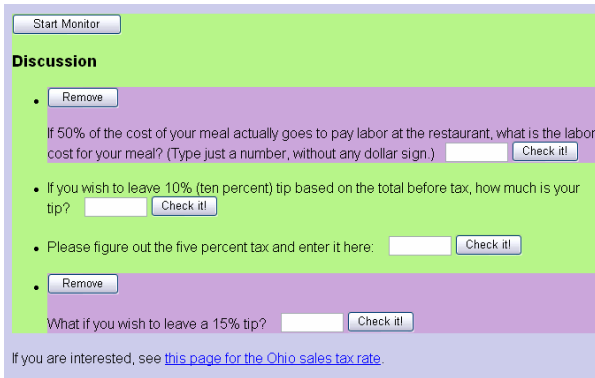 Start Monitor
Discussion
Remove
If 50% of the cost of your meal actually goes to pay labor at the restaurant, what is the labor
cost for your meal? (Type just a number, without any dollar sign.) Check it!
If you wish to leave 10% (ten percent) tip based on the total before tax, how much is your
tip? Check it!
Please figure out the five percent tax and enter it here: Check it!
Remove
What if you wish to leave a 15% tip? Check it!
If you are interested, see this page for the Ohio sales tax rate.